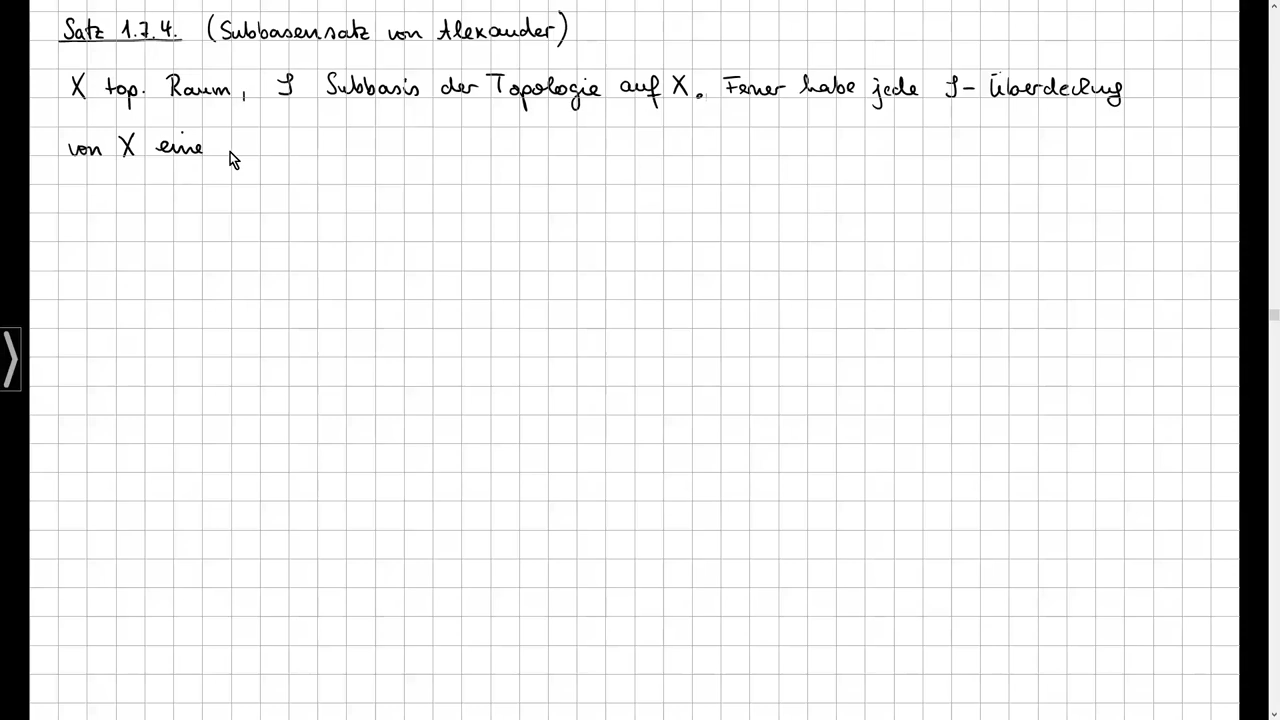 Satz 1.7.4. (Subbasensatz von Alexander)
X top. Raum, S Subbasis der Topologie auf X. Ferner habe jede S-Überdeckung
von X eine